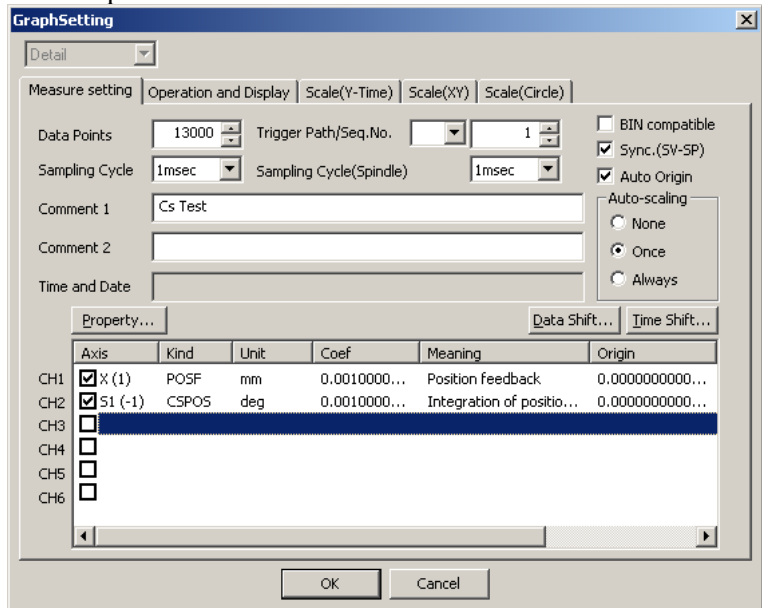 GraphSetting
Detail
Measure setting Operation and Display Scale(Y-Time) Scale(XY) Scale(Circle)
Data Points 13000 Trigger Path/Seq.No. 1 BIN compatible
Sync.(SV-SP)
Sampling Cycle 1msec Sampling Cycle(Spindle) 1msec Auto Origin
Comment 1 Cs Test Auto-scaling
None
Comment 2 Once
Time and Date Always
Property... Data Shift... Time Shift...
Axis Kind Unit Coef Meaning Origin
CH1 X (1) POSF mm 0.0010000... Position feedback 0.0000000000...
CH2 S1 (-1) CSPOS deg 0.0010000... Integration of positio... 0.0000000000...
CH3
CH4
CH5
CH6
OK Cancel